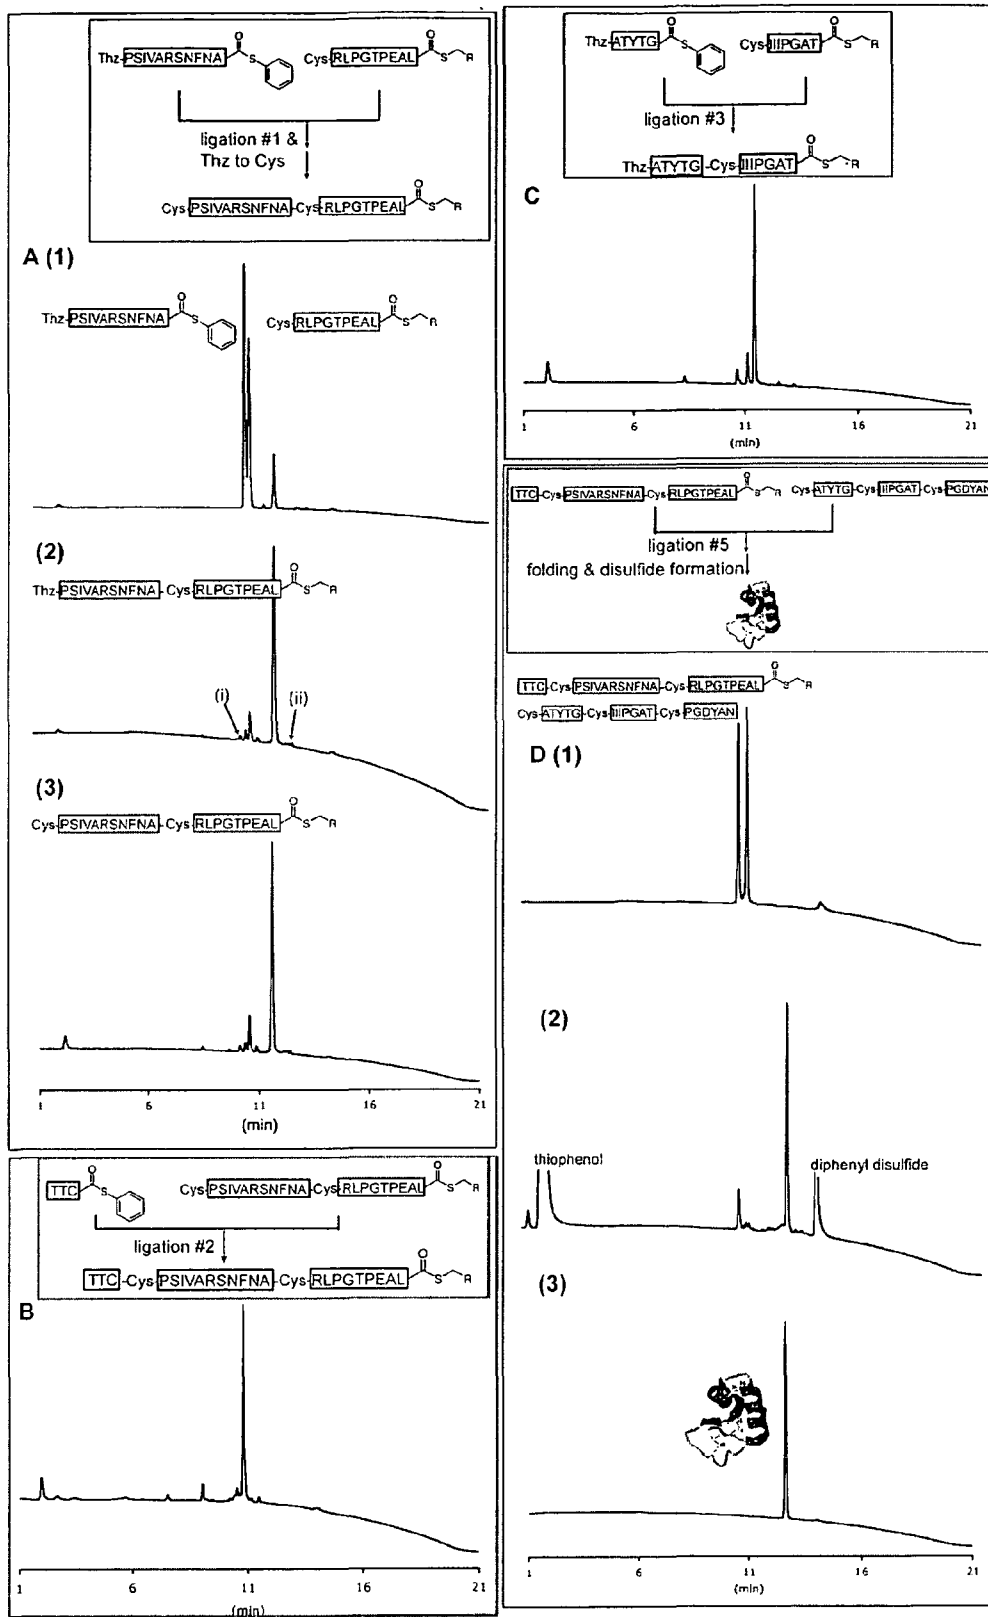 O
O
Thz-PSIVARSNFNA S Cys-RLPGTPEAL S R
ligation #1 &
Thz to Cys
O
Cys-PSIVARSNFNA-Cys-RLPGTPEAL S R
A (1)
O
O
Thz-PSIVARSNFNA S Cys-RLPGTPEAL S R
(2)
O
Thz-PSIVARSNFNA-Cys-RLPGTPEAL S R
(i) (ii)
(3)
O
Cys-PSIVARSNFNA-Cys-RLPGTPEAL S R
1 6 11 16 21
(min)
O
O
TTC S Cys-PSIVARSNFNA-Cys-RLPGTPEAL S R
ligation #2
O
TTC-Cys-PSIVARSNFNA-Cys-RLPGTPEAL S R
B
1 6 11 16 21
(min)
O
O
Thz-ATYTG S Cys-IIIPGAT S R
ligation #3
O
Thz-ATYTG-Cys-IIIPGAT S R
C
1 6 11 16 21
(min)
O
TTC-Cys-PSIVARSNFNA-Cys-RLPGTPEAL S R Cys-ATYTG-Cys-IIIPGAT-Cys-PGDYAN
ligation #5
folding & disulfide formation
O
TTC-Cys-PSIVARSNFNA-Cys-RLPGTPEAL S R
Cys-ATYTG-Cys-IIIPGAT-Cys-PGDYAN
D (1)
(2)
thiophenol diphenyl disulfide
(3)
1 6 11 16 21
(min)